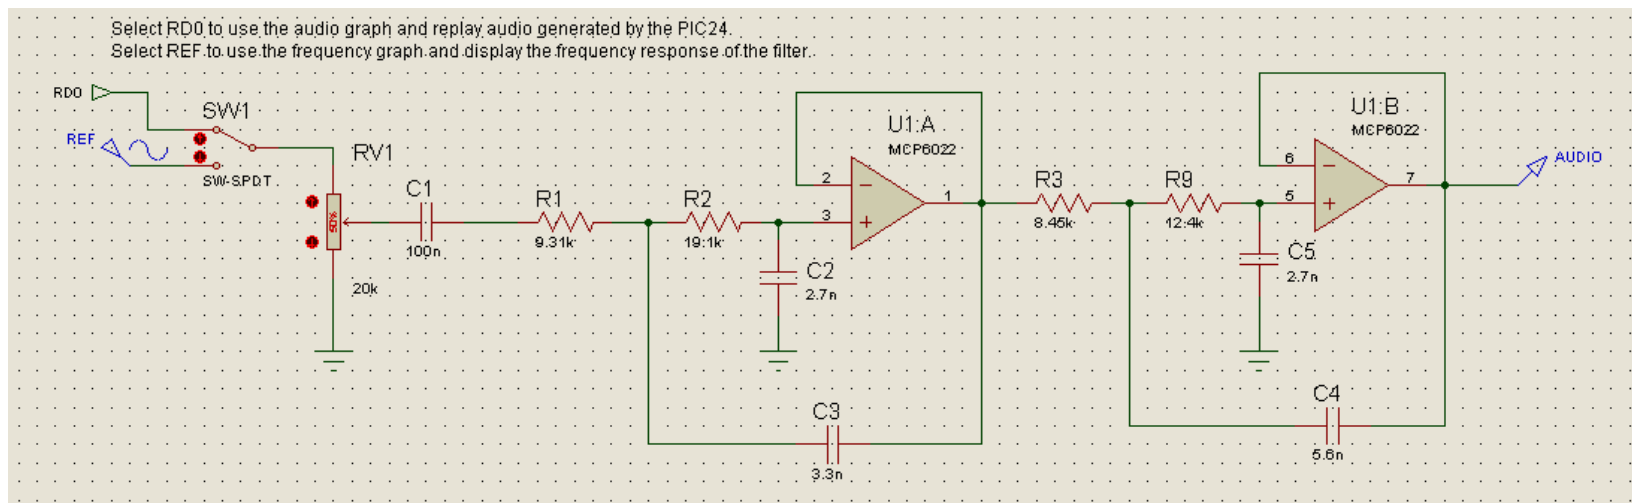 Select RD0 to use the audio graph and replay audio generated by the PIC24.
Select REF to use the frequency graph and display the frequency response of the filter.
RD0
REF
SW1
SW-SPDT
RV1
50%
20k
C1
100n
R1
9.31k
R2
19.1k
C2
2.7n
C3
3.3n
U1:A
MCP6022
2
3
1
R3
8.45k
R9
12.4k
C5
2.7n
C4
5.6n
U1:B
MCP6022
6
5
7
AUDIO